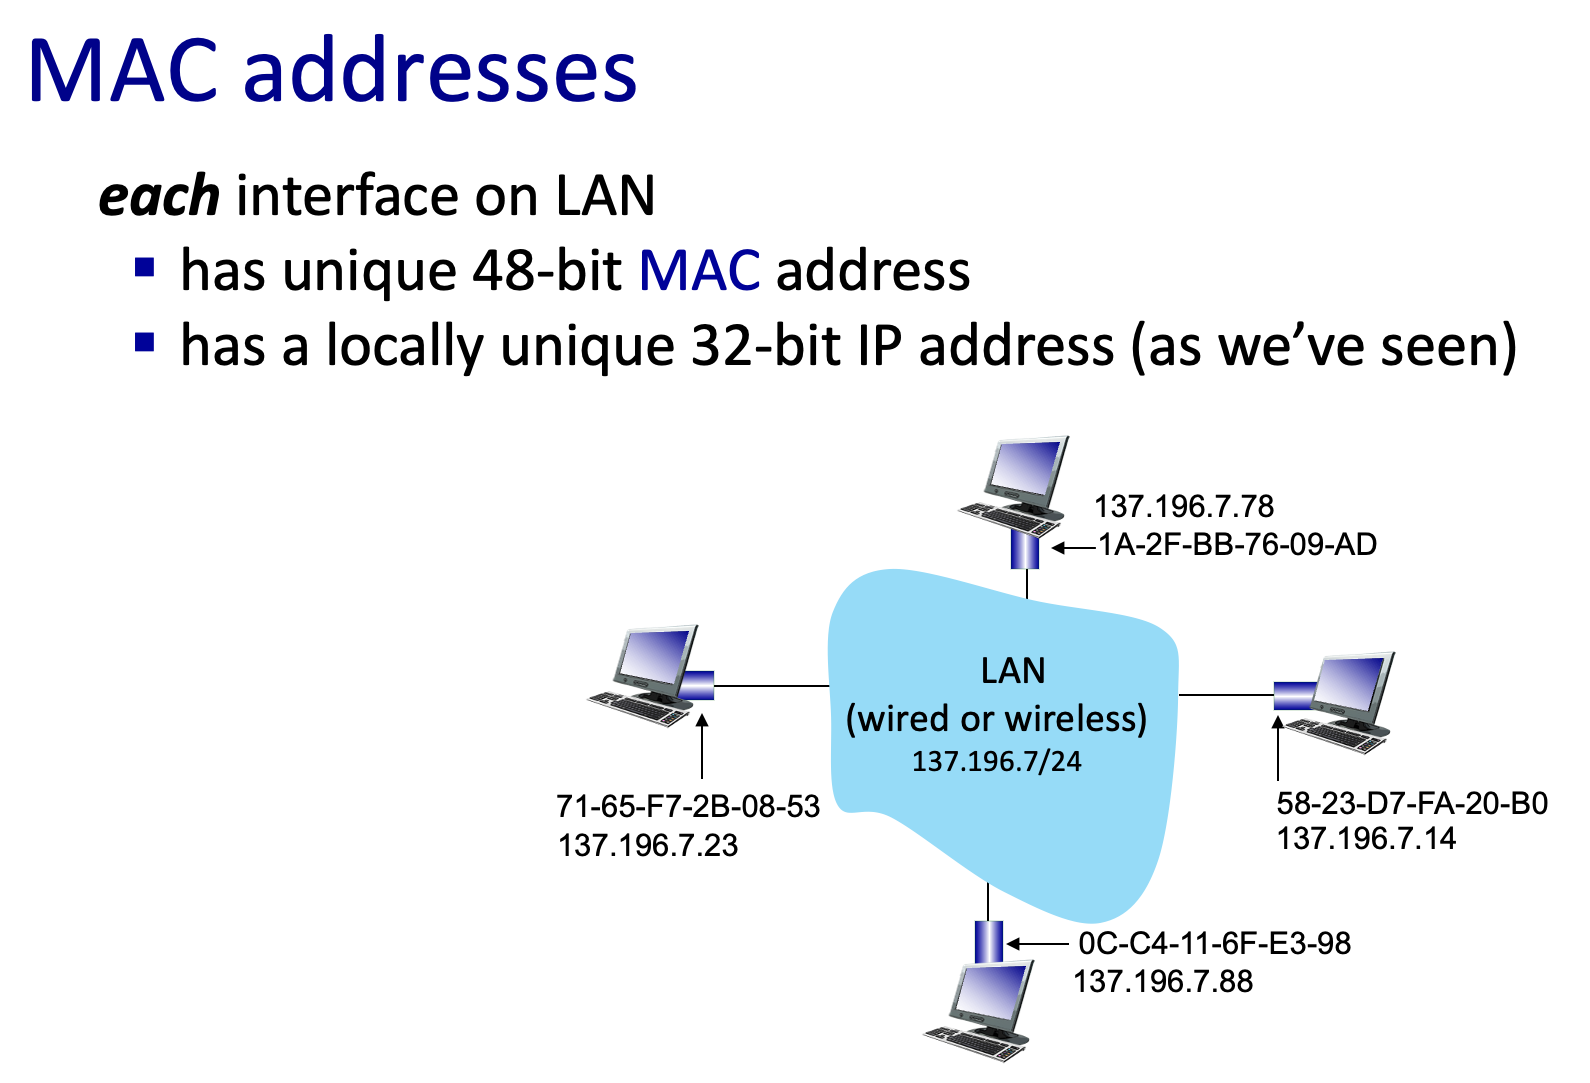 MAC addresses
each interface on LAN
▪ has unique 48-bit MAC address
▪ has a locally unique 32-bit IP address (as we’ve seen)
137.196.7.78
1A-2F-BB-76-09-AD
LAN
(wired or wireless)
137.196.7/24
71-65-F7-2B-08-53
137.196.7.23
58-23-D7-FA-20-B0
137.196.7.14
0C-C4-11-6F-E3-98
137.196.7.88